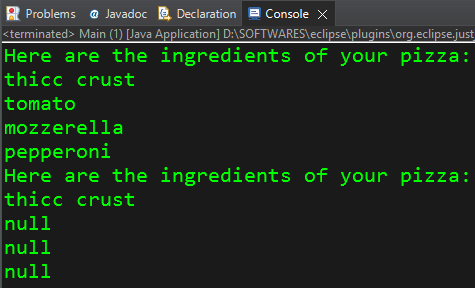 Problems @ Javadoc Declaration Console
<terminated> Main (1) [Java Application] D:\SOFTWARES\eclipse\plugins\org.eclipse.just
Here are the ingredients of your pizza:
thicc crust
tomato
mozzerella
pepperoni
Here are the ingredients of your pizza:
thicc crust
null
null
null